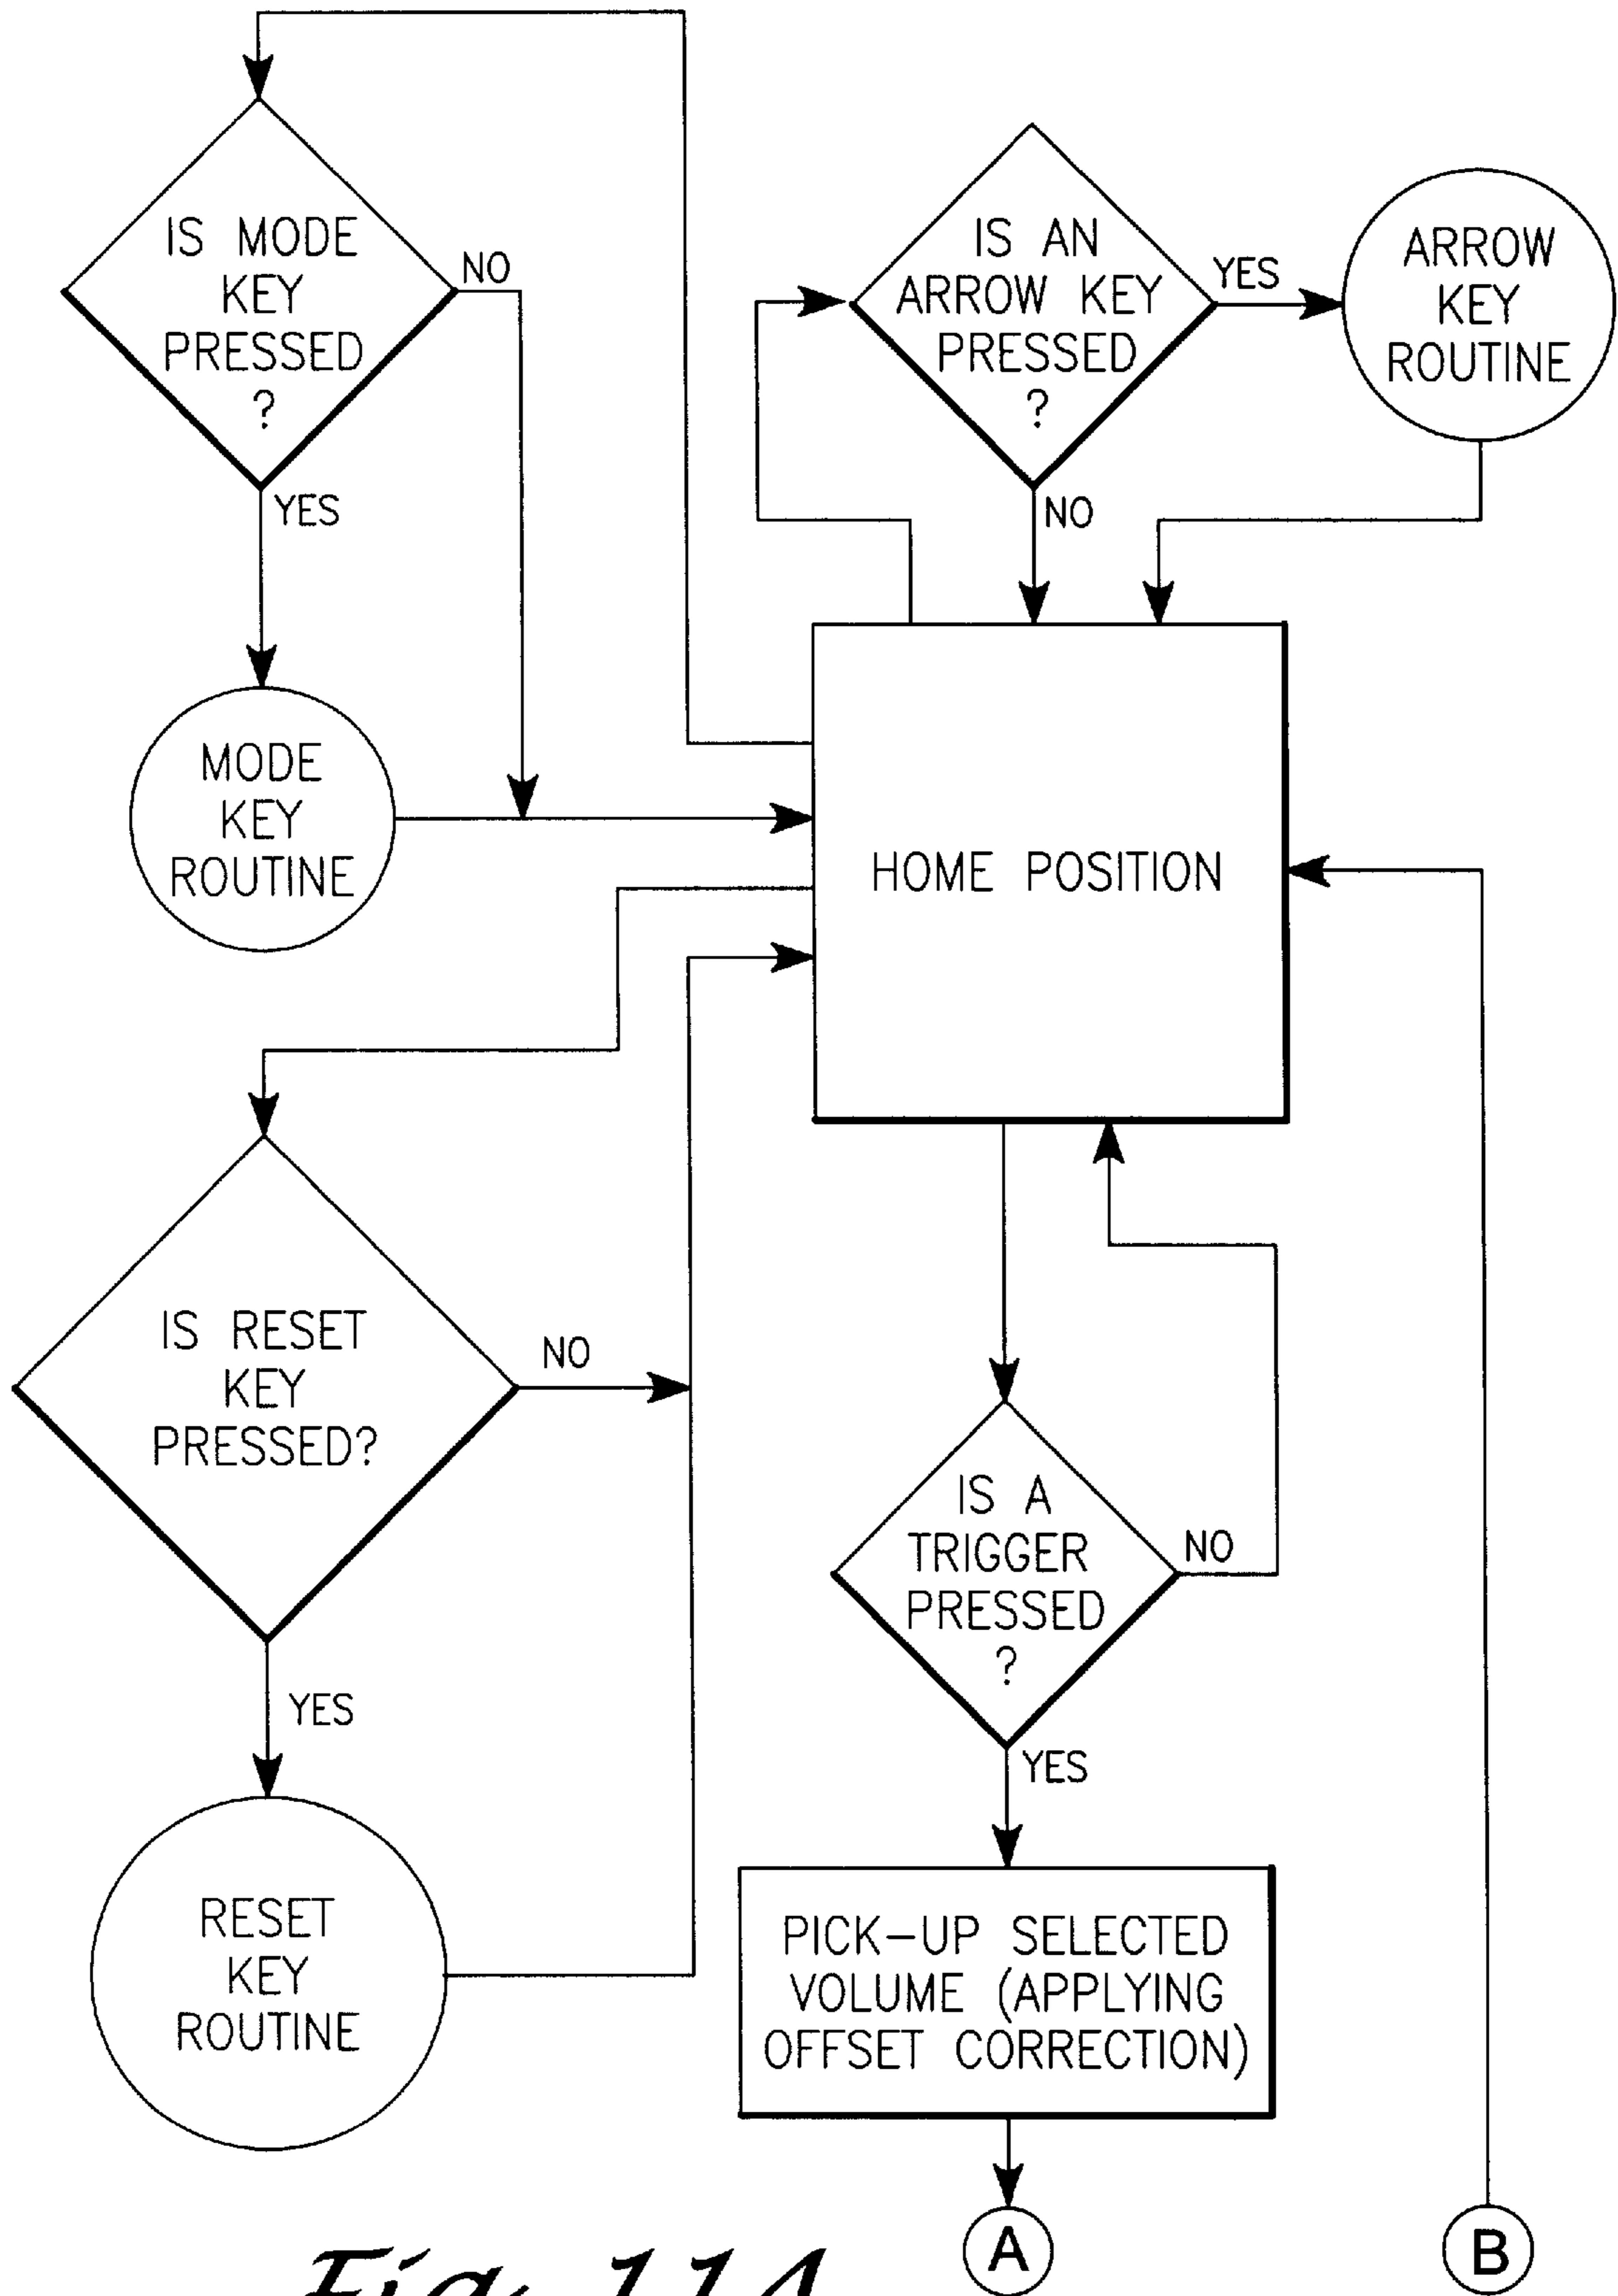 IS MODE
KEY
PRESSED
?
NO
YES
MODE
KEY
ROUTINE
IS AN
ARROW KEY
PRESSED
?
YES
NO
ARROW
KEY
ROUTINE
HOME POSITION
IS RESET
KEY
PRESSED?
NO
YES
RESET
KEY
ROUTINE
IS A
TRIGGER
PRESSED
?
NO
YES
PICK-UP SELECTED
VOLUME (APPLYING
OFFSET CORRECTION)
A
B
Fig. 11A